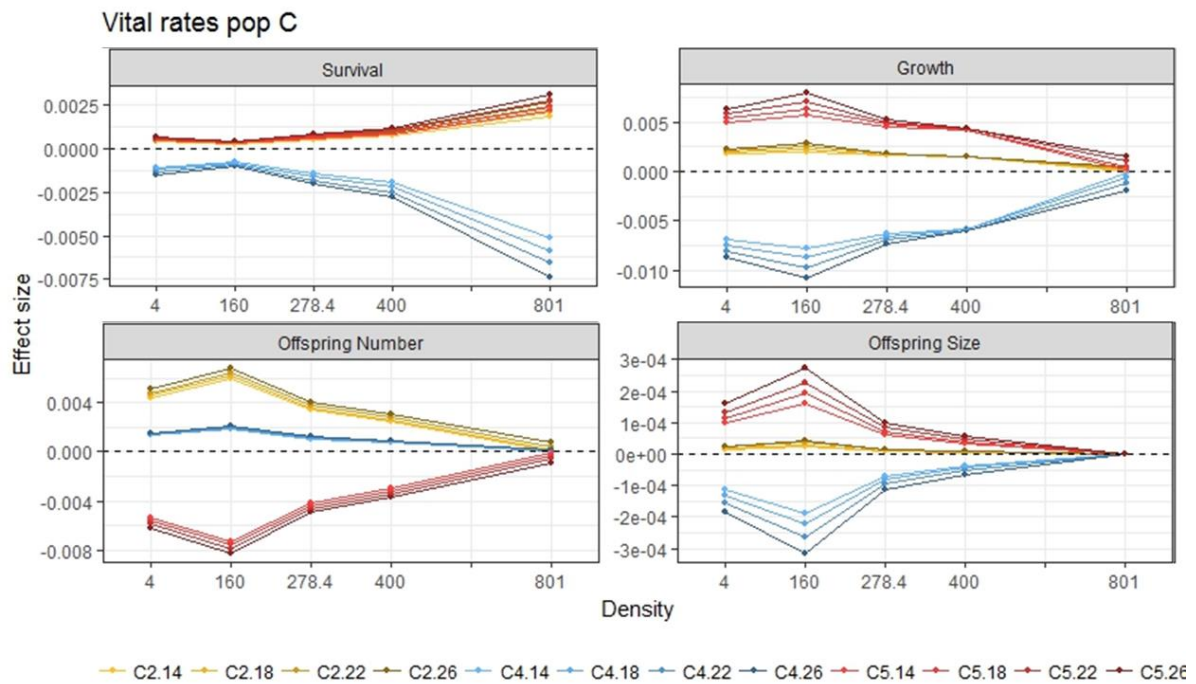 Vital rates pop C
Survival
Growth
0.0025
0.0000
-0.0025
-0.0050
-0.0075
0.005
0.000
-0.005
-0.010
4 160 278.4 400 801
4 160 278.4 400 801
Effect size
Offspring Number
Offspring Size
0.004
0.000
-0.004
-0.008
3e-04
2e-04
1e-04
0e+00
-1e-04
-2e-04
-3e-04
4 160 278.4 400 801
4 160 278.4 400 801
Density
C2.14 C2.18 C2.22 C2.26 C4.14 C4.18 C4.22 C4.26 C5.14 C5.18 C5.22 C5.26